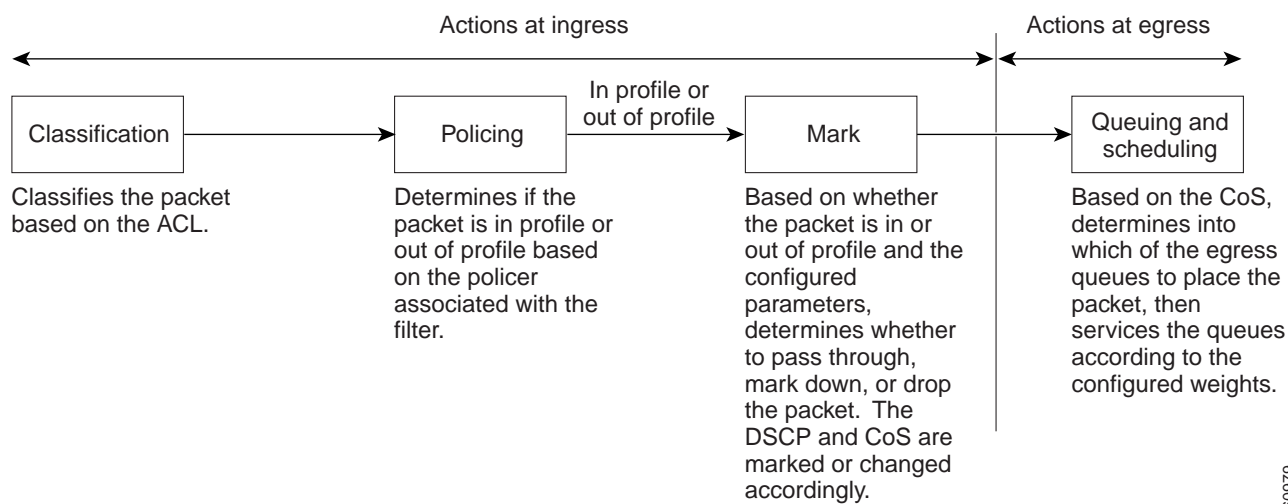 Actions at ingress
Actions at egress
Classification
Policing
In profile or
out of profile
Mark
Queuing and
scheduling
Classifies the packet
based on the ACL.
Determines if the
packet is in profile or
out of profile based
on the policer
associated with the
filter.
Based on whether
the packet is in or
out of profile and the
configured
parameters,
determines whether
to pass through,
mark down, or drop
the packet. The
DSCP and CoS are
marked or changed
accordingly.
Based on the CoS,
determines into
which of the egress
queues to place the
packet, then
services the queues
according to the
configured weights.